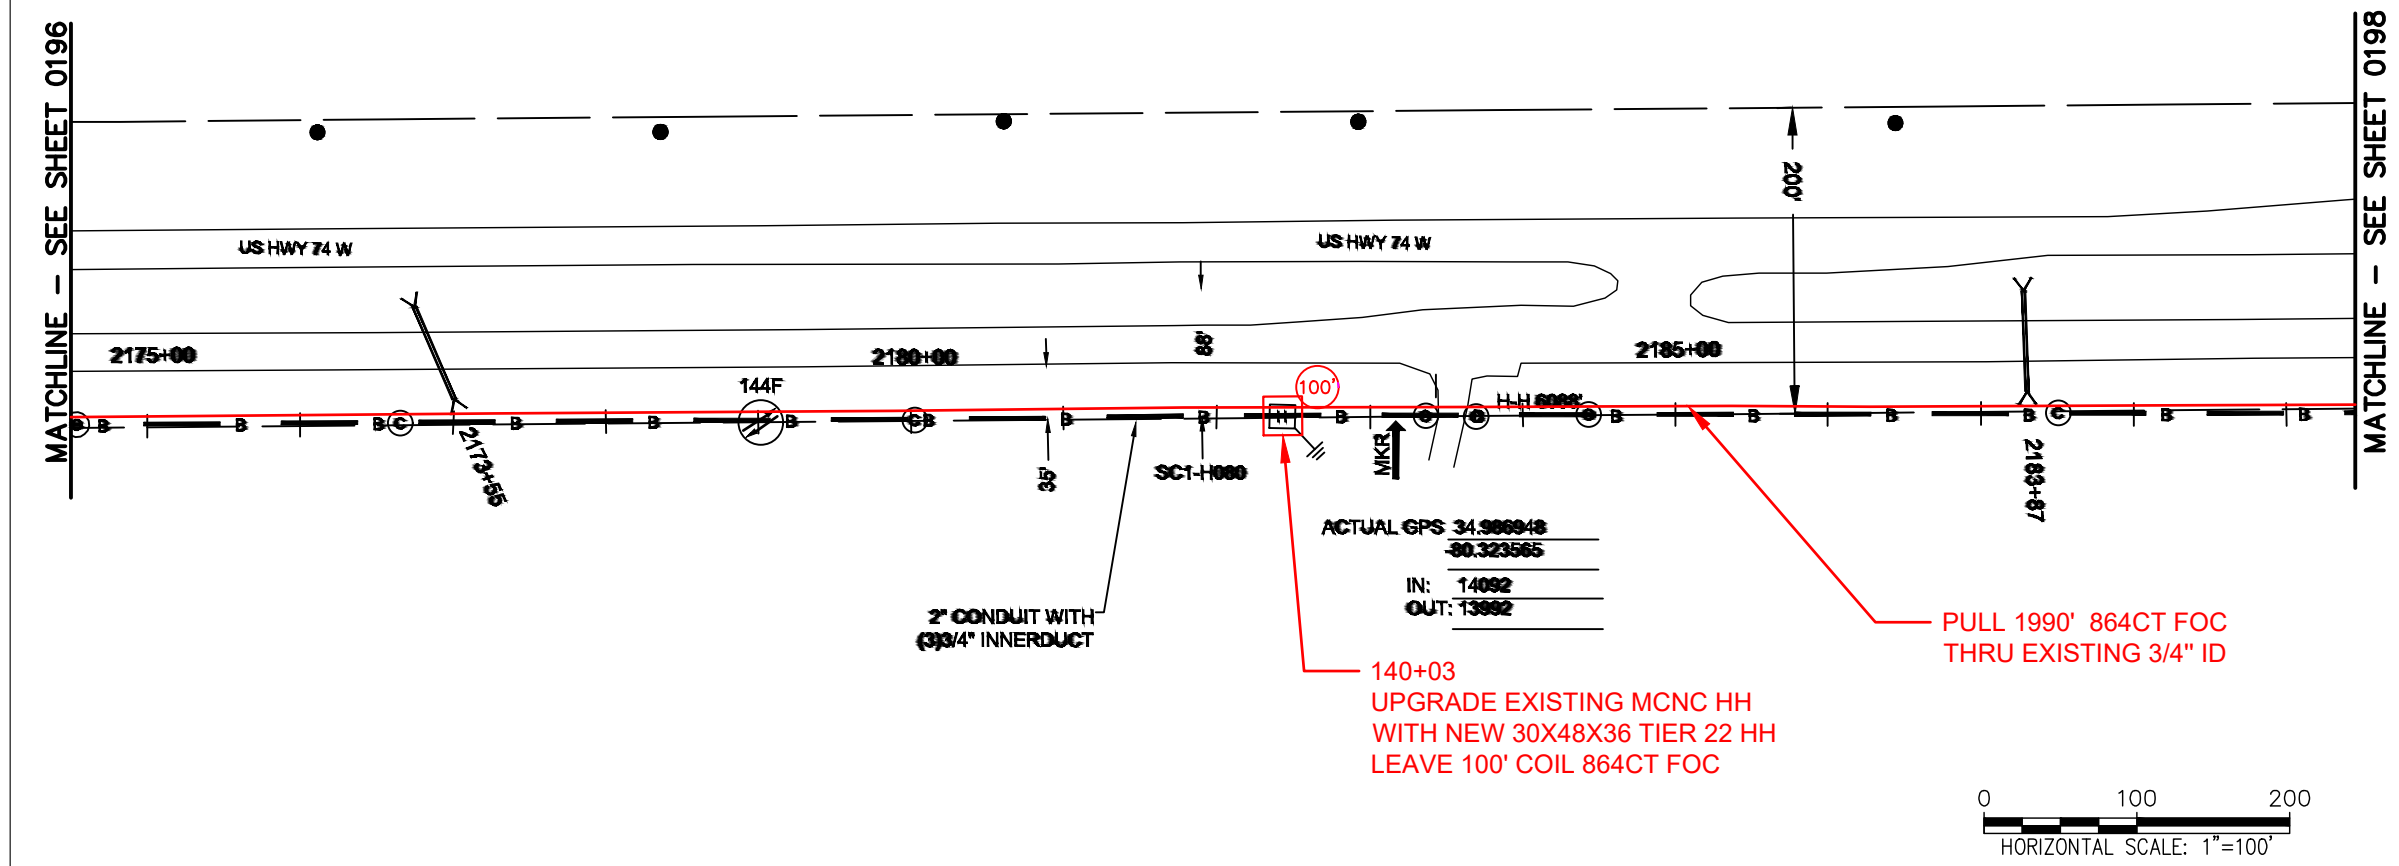 MATCHLINE - SEE SHEET 0196
MATCHLINE - SEE SHEET 0198
US HWY 74 W
US HWY 74 W
200'
88'
2175+00
2180+00
2185+00
144F
100'
H-H 6088'
B
B
C
B
B
B
C
B
B
B
H
B
B
B
B
C
B
B
2173+55
35'
SC1-H080
MKR
2183+87
ACTUAL GPS 34.986948
-80.323565
IN: 14092
OUT: 13992
2" CONDUIT WITH
(3)3/4" INNERDUCT
PULL 1990' 864CT FOC
THRU EXISTING 3/4" ID
140+03
UPGRADE EXISTING MCNC HH
WITH NEW 30X48X36 TIER 22 HH
LEAVE 100' COIL 864CT FOC
0 100 200
HORIZONTAL SCALE: 1"=100'